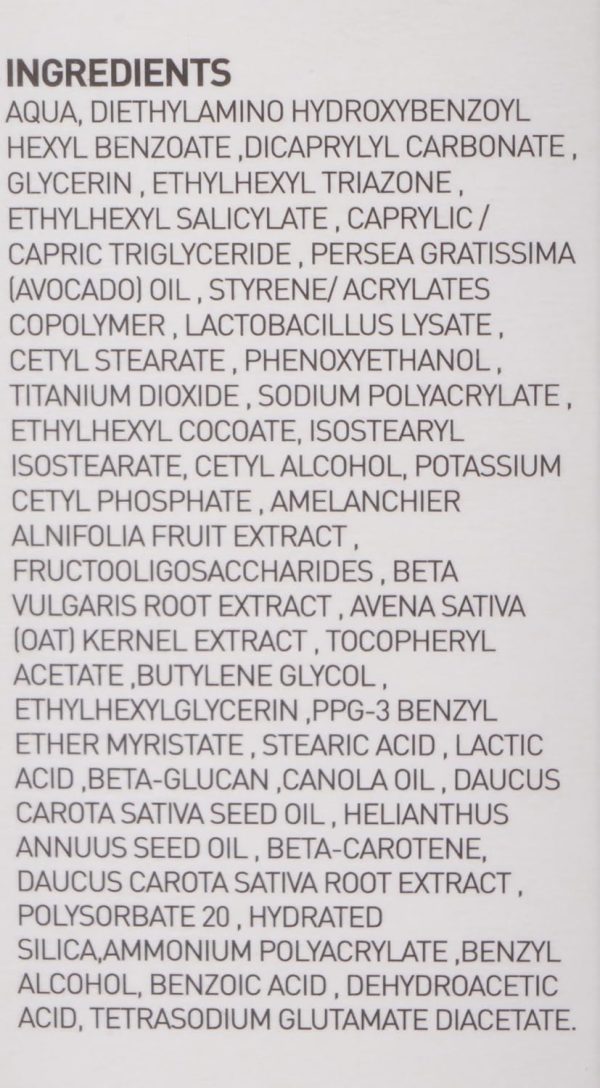 INGREDIENTS
AQUA, DIETHYLAMINO HYDROXYBENZOYL
HEXYL BENZOATE ,DICAPRYLYL CARBONATE ,
GLYCERIN , ETHYLHEXYL TRIAZONE ,
ETHYLHEXYL SALICYLATE , CAPRYLIC /
CAPRIC TRIGLYCERIDE , PERSEA GRATISSIMA
(AVOCADO) OIL , STYRENE/ ACRYLATES
COPOLYMER , LACTOBACILLUS LYSATE ,
CETYL STEARATE , PHENOXYETHANOL ,
TITANIUM DIOXIDE , SODIUM POLYACRYLATE ,
ETHYLHEXYL COCOATE, ISOSTEARYL
ISOSTEARATE, CETYL ALCOHOL, POTASSIUM
CETYL PHOSPHATE , AMELANCHIER
ALNIFOLIA FRUIT EXTRACT ,
FRUCTOOLIGOSACCHARIDES , BETA
VULGARIS ROOT EXTRACT , AVENA SATIVA
(OAT) KERNEL EXTRACT , TOCOPHERYL
ACETATE ,BUTYLENE GLYCOL ,
ETHYLHEXYLGLYCERIN ,PPG-3 BENZYL
ETHER MYRISTATE , STEARIC ACID , LACTIC
ACID ,BETA-GLUCAN ,CANOLA OIL , DAUCUS
CAROTA SATIVA SEED OIL , HELIANTHUS
ANNUUS SEED OIL , BETA-CAROTENE,
DAUCUS CAROTA SATIVA ROOT EXTRACT ,
POLYSORBATE 20 , HYDRATED
SILICA,AMMONIUM POLYACRYLATE ,BENZYL
ALCOHOL, BENZOIC ACID , DEHYDROACETIC
ACID, TETRASODIUM GLUTAMATE DIACETATE.